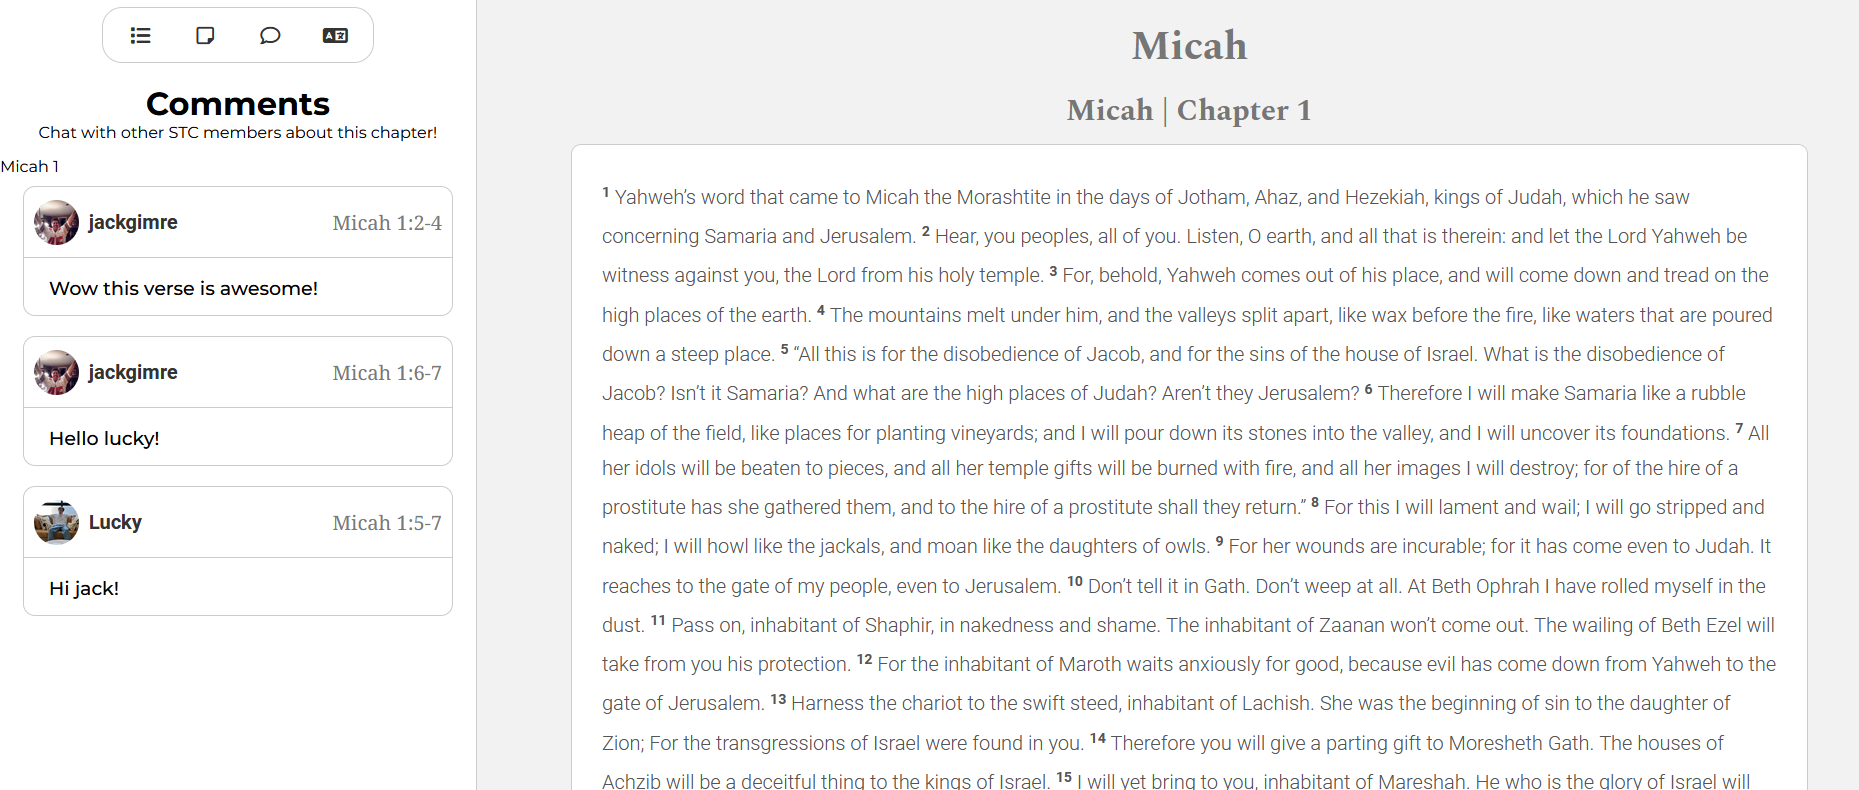 Comments
Chat with other STC members about this chapter!
Micah 1
jackgimre
Micah 1:2-4
Wow this verse is awesome!
jackgimre
Micah 1:6-7
Hello lucky!
Lucky
Micah 1:5-7
Hi jack!
Micah
Micah | Chapter 1
1 Yahweh’s word that came to Micah the Morashtite in the days of Jotham, Ahaz, and Hezekiah, kings of Judah, which he saw
concerning Samaria and Jerusalem. 2 Hear, you peoples, all of you. Listen, O earth, and all that is therein: and let the Lord Yahweh be
witness against you, the Lord from his holy temple. 3 For, behold, Yahweh comes out of his place, and will come down and tread on the
high places of the earth. 4 The mountains melt under him, and the valleys split apart, like wax before the fire, like waters that are poured
down a steep place. 5 “All this is for the disobedience of Jacob, and for the sins of the house of Israel. What is the disobedience of
Jacob? Isn’t it Samaria? And what are the high places of Judah? Aren’t they Jerusalem? 6 Therefore I will make Samaria like a rubble
heap of the field, like places for planting vineyards; and I will pour down its stones into the valley, and I will uncover its foundations. 7 All
her idols will be beaten to pieces, and all her temple gifts will be burned with fire, and all her images I will destroy; for of the hire of a
prostitute has she gathered them, and to the hire of a prostitute shall they return.” 8 For this I will lament and wail; I will go stripped and
naked; I will howl like the jackals, and moan like the daughters of owls. 9 For her wounds are incurable; for it has come even to Judah. It
reaches to the gate of my people, even to Jerusalem. 10 Don’t tell it in Gath. Don’t weep at all. At Beth Ophrah I have rolled myself in the
dust. 11 Pass on, inhabitant of Shaphir, in nakedness and shame. The inhabitant of Zaanan won’t come out. The wailing of Beth Ezel will
take from you his protection. 12 For the inhabitant of Maroth waits anxiously for good, because evil has come down from Yahweh to the
gate of Jerusalem. 13 Harness the chariot to the swift steed, inhabitant of Lachish. She was the beginning of sin to the daughter of
Zion; For the transgressions of Israel were found in you. 14 Therefore you will give a parting gift to Moresheth Gath. The houses of
Achzib will be a deceitful thing to the kings of Israel. 15 I will yet bring to you, inhabitant of Mareshah. He who is the glory of Israel will